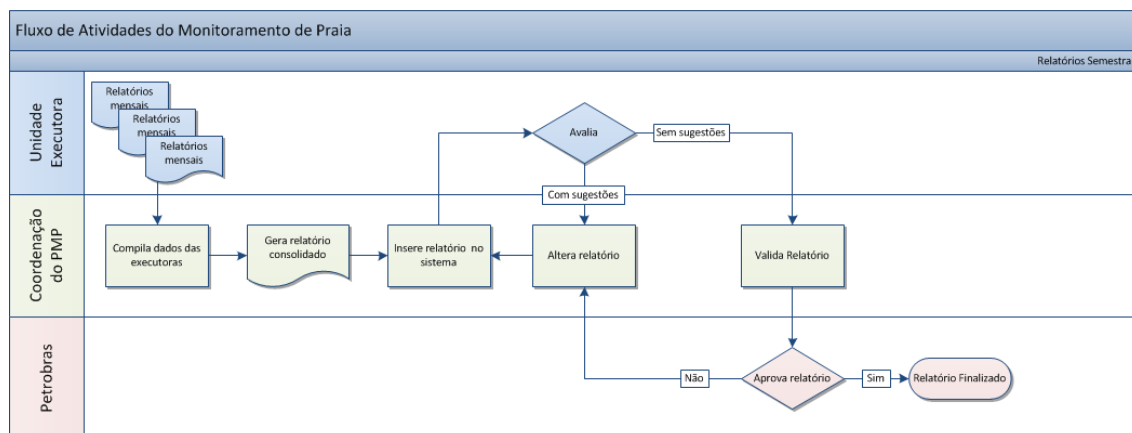 Fluxo de Atividades do Monitoramento de Praia
Relatórios Semestra
Unidade
Executora
Relatórios
mensais
Relatórios
mensais
Relatórios
mensais
Avalia
Sem sugestões
Com sugestões
Coordenação
do PMP
Compila dados das
executoras
Gera relatório
consolidado
Insere relatório no
sistema
Altera relatório
Valida Relatório
Petrobras
Não
Aprova relatório
Sim
Relatório Finalizado